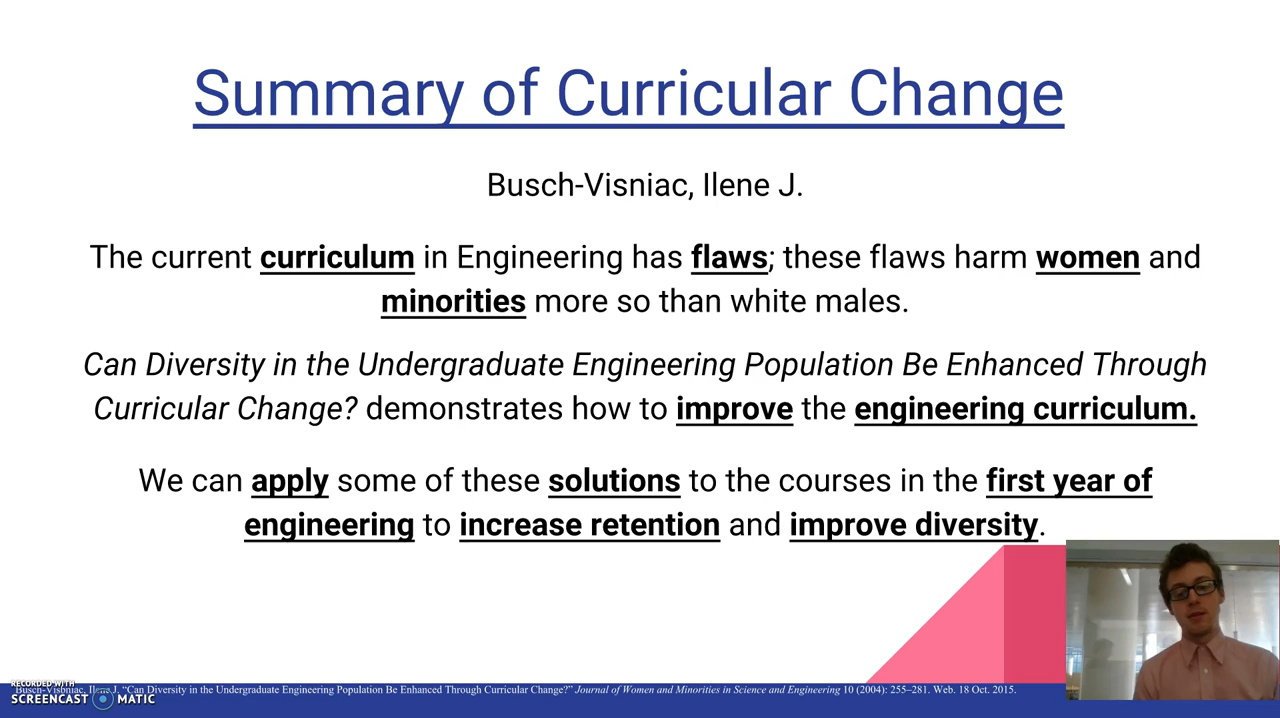 Summary of Curricular Change
Busch-Visniac, Ilene J.
The current curriculum in Engineering has flaws; these flaws harm women and
minorities more so than white males.
Can Diversity in the Undergraduate Engineering Population Be Enhanced Through
Curricular Change? demonstrates how to improve the engineering curriculum.
We can apply some of these solutions to the courses in the first year of
engineering to increase retention and improve diversity.
RECORDED WITH
Busch-Visbniac, Ilene J. “Can Diversity in the Undergraduate Engineering Population Be Enhanced Through Curricular Change?” Journal of Women and Minorities in Science and Engineering 10 (2004): 255–281. Web. 18 Oct. 2015.
SCREENCAST MATIC